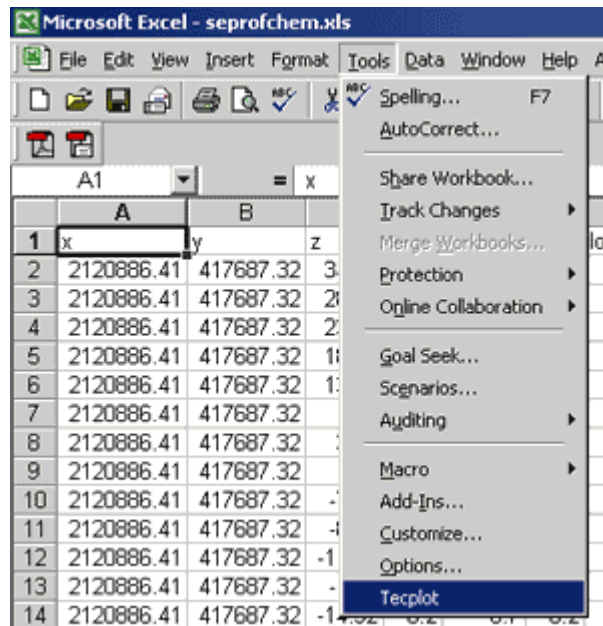 Microsoft Excel - seprofchem.xls
File Edit View Insert Format Tools Data Window Help
Spelling... F7
AutoCorrect...
Share Workbook...
Track Changes
Merge Workbooks...
Protection
Online Collaboration
Goal Seek...
Scenarios...
Auditing
Macro
Add-Ins...
Customize...
Options...
Tecplot
A1 = x
A B
1 x y z
2 2120886.41 417687.32
3 2120886.41 417687.32
4 2120886.41 417687.32
5 2120886.41 417687.32
6 2120886.41 417687.32
7 2120886.41 417687.32
8 2120886.41 417687.32
9 2120886.41 417687.32
10 2120886.41 417687.32
11 2120886.41 417687.32
12 2120886.41 417687.32
13 2120886.41 417687.32
14 2120886.41 417687.32